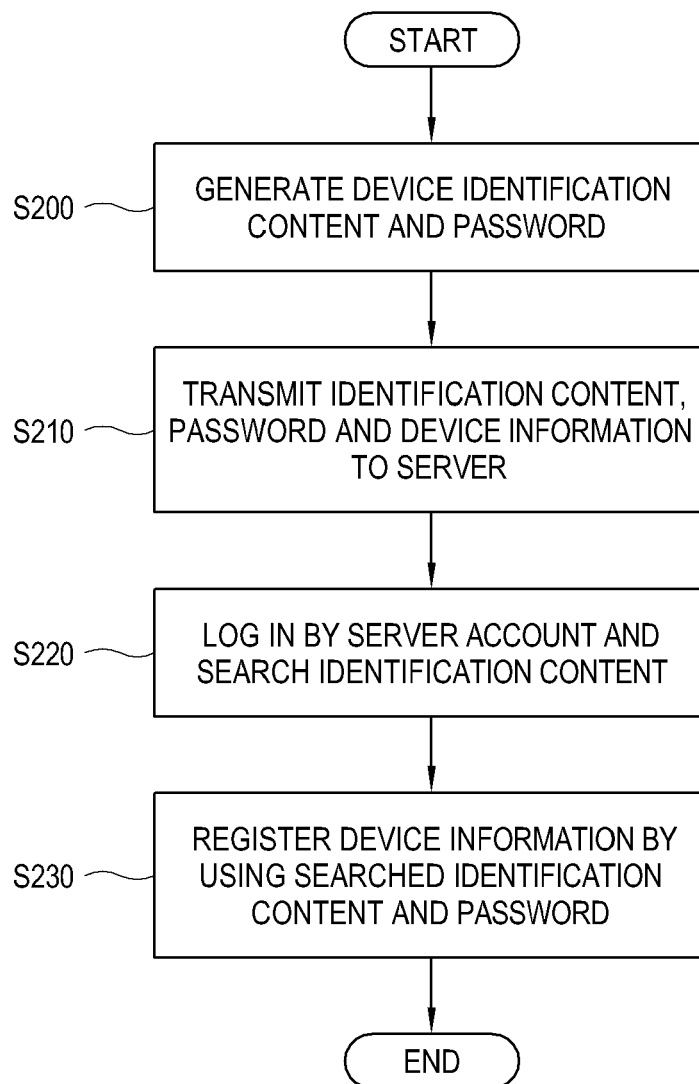 START
S200
GENERATE DEVICE IDENTIFICATION
CONTENT AND PASSWORD
S210
TRANSMIT IDENTIFICATION CONTENT,
PASSWORD AND DEVICE INFORMATION
TO SERVER
S220
LOG IN BY SERVER ACCOUNT AND
SEARCH IDENTIFICATION CONTENT
S230
REGISTER DEVICE INFORMATION BY
USING SEARCHED IDENTIFICATION
CONTENT AND PASSWORD
END